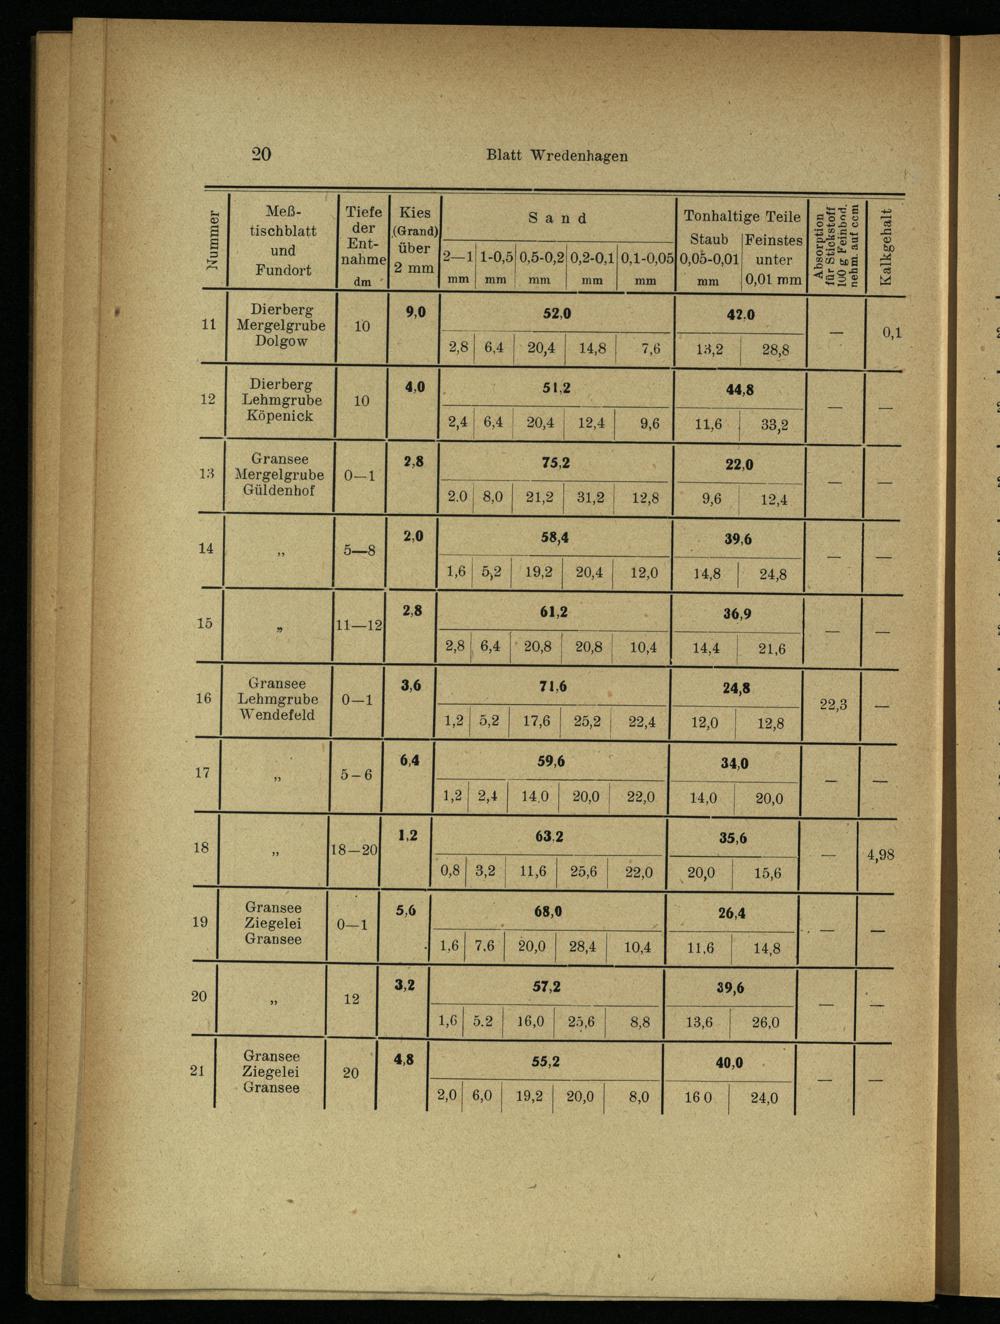 20 Blatt Wredenhagen
Nummer
Meß-
tischblatt
und
Fundort
Tiefe
der
Ent-
nahme
dm
Kies
(Grand)
über
2 mm
Sand
2—1 mm 1-0,5 mm 0,5-0,2 mm 0,2-0,1 mm 0,1-0,05 mm
Tonhaltige Teile
Staub
0,05-0,01
mm
Feinstes
unter
0,01 mm
Absorption
für Stickstoff
100 g Feinbod.
nehm. auf ccm
Kalkgehalt
11 Dierberg
Mergelgrube
Dolgow
10 9,0 52,0 42,0 — 0,1
2,8 6,4 20,4 14,8 7,6 13,2 28,8
12 Dierberg
Lehmgrube
Köpenick
10 4,0 51,2 44,8 — —
2,4 6,4 20,4 12,4 9,6 11,6 33,2
13 Gransee
Mergelgrube
Güldenhof
0—1 2,8 75,2 22,0 — —
2.0 8,0 21,2 31,2 12,8 9,6 12,4
14 „ 5—8 2,0 58,4 39,6 — —
1,6 5,2 19,2 20,4 12,0 14,8 24,8
15 „ 11—12 2,8 61,2 36,9 — —
2,8 6,4 20,8 20,8 10,4 14,4 21,6
16 Gransee
Lehmgrube
Wendefeld
0—1 3,6 71,6 24,8 22,3 —
1,2 5,2 17,6 25,2 22,4 12,0 12,8
17 „ 5-6 6,4 59,6 34,0 — —
1,2 2,4 14.0 20,0 22,0 14,0 20,0
18 „ 18—20 1,2 63.2 35,6 — 4,98
0,8 3,2 11,6 25,6 22,0 20,0 15,6
19 Gransee
Ziegelei
Gransee
0—1 5,6 68,0 26,4 — —
1,6 7,6 20,0 28,4 10,4 11,6 14,8
20 „ 12 3,2 57,2 39,6 — —
1,6 5.2 16,0 25,6 8,8 13,6 26,0
21 Gransee
Ziegelei
Gransee
20 4,8 55,2 40,0 — —
2,0 6,0 19,2 20,0 8,0 16 0 24,0